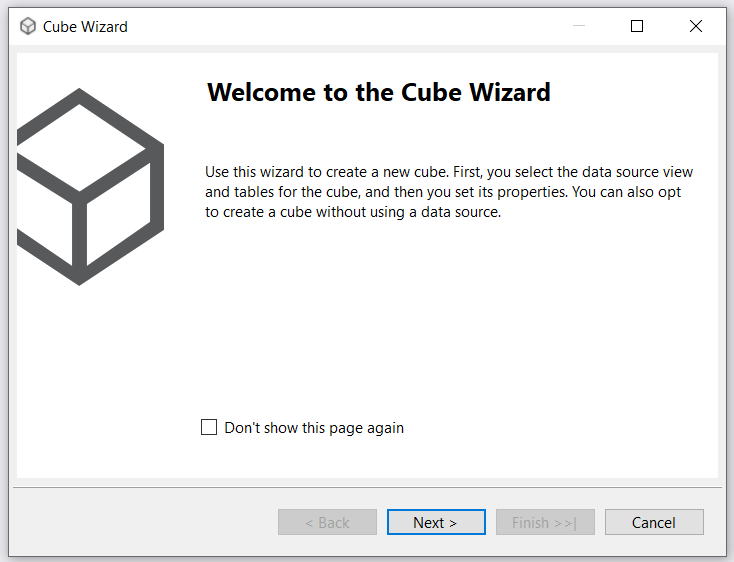 Cube Wizard
Welcome to the Cube Wizard
Use this wizard to create a new cube. First, you select the data source view
and tables for the cube, and then you set its properties. You can also opt
to create a cube without using a data source.
Don't show this page again
< Back
Next >
Finish >>|
Cancel